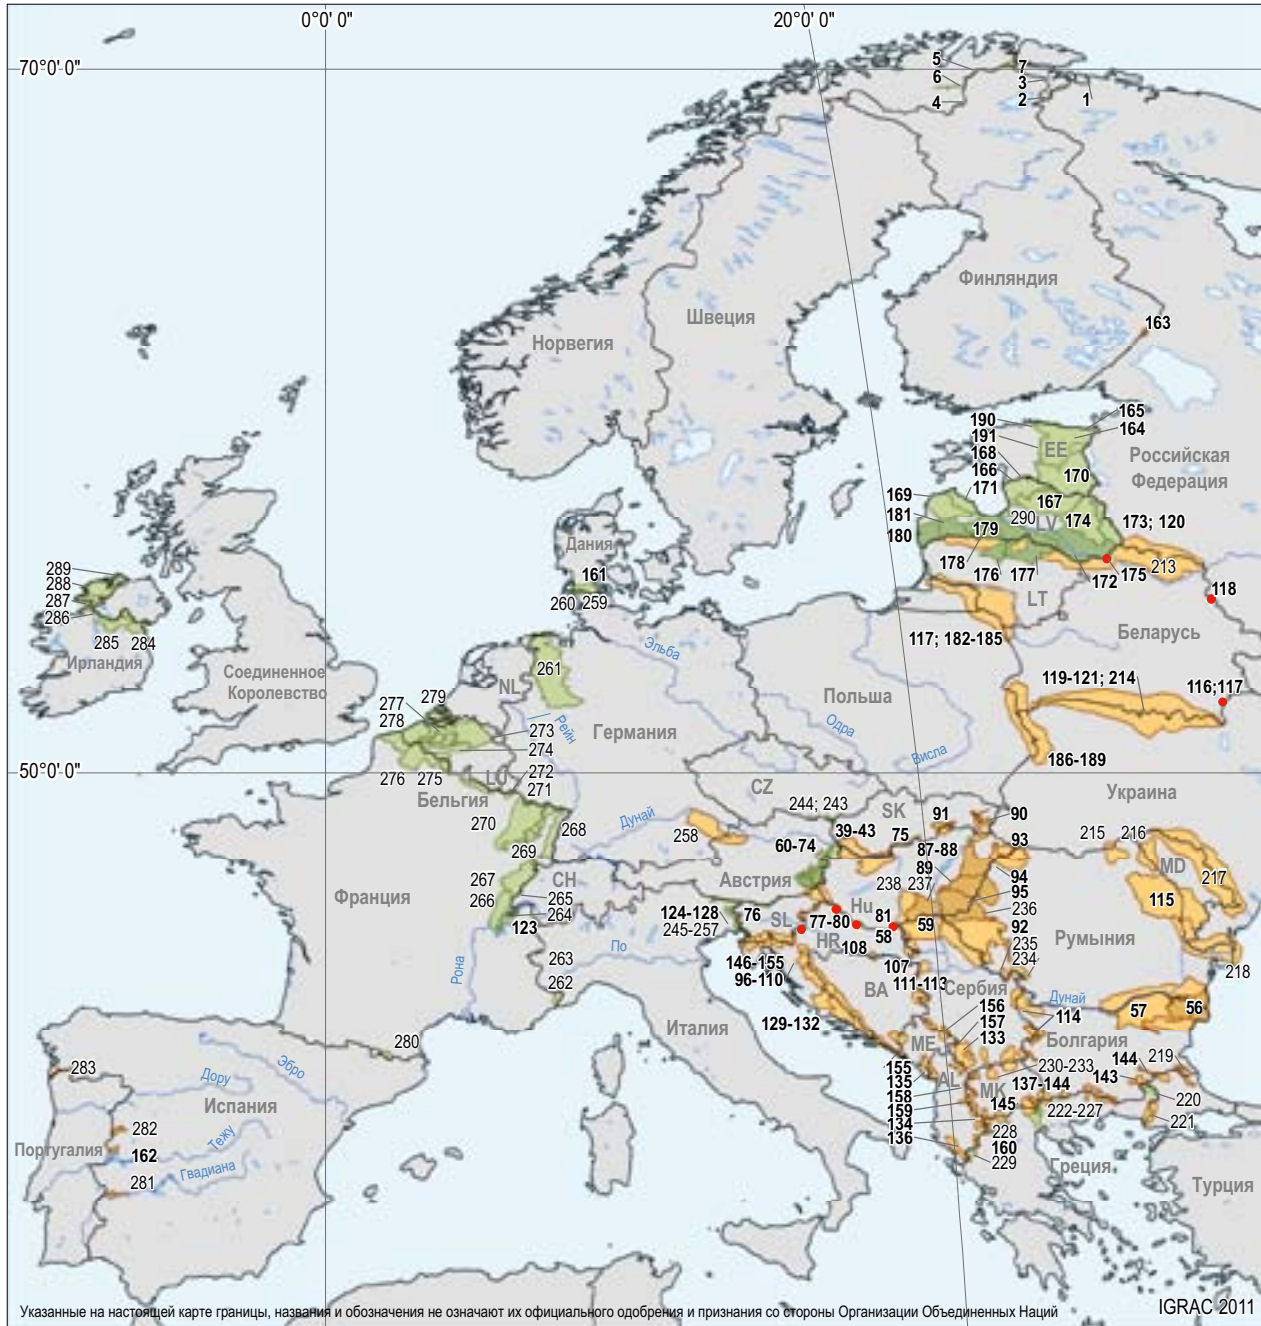 0°0' 0"
20°0' 0"
70°0' 0"
5
7
6
3
4
2
1
Финляндия
Швеция
Норвегия
163
190
165
191
164
EE
168
Российская
Федерация
166
170
171
169
167
181
290
174
173; 120
LV
179
180
Дания
178
213
289
161
176
177
172
175
288
118
287
260
259
LT
286
Беларусь
117; 182-185
285
284
Эльба
Ирландия
Соединенное
Королевство
261
119-121; 214
NL
116;117
279
Польша
277
278
273
Рейн
Германия
Одра
274
Висла
186-189
50°0' 0"
276
275
LU
272
271
CZ
Украина
Бельгия
244; 243
SK
91
90
270
268
Дунай
258
39-43
75
215
216
93
60-74
87-88
269
89
MD
94
267
CH
Австрия
238
237
95
217
Франция
265
115
266
264
Hu
236
124-128
76
81
123
SL
77-80
59
92
245-257
58
235
Румыния
По
HR
108
263
146-155
107
234
218
Рона
96-110
111-113
262
BA
Сербия
Дунай
57
56
156
129-132
114
Италия
157
ME
133
Болгария
280
283
155
144
219
Эбро
230-233
135
AL
Дору
137-144
143
158
MK
Испания
220
159
145
222-227
282
134
221
Тежу
228
Португалия
162
136
160
Гвадиана
229
Греция
281
Турция
Указанные на настоящей карте границы, названия и обозначения не означают их официального одобрения и признания со стороны Организации Объединенных Наций
IGRAC 2011